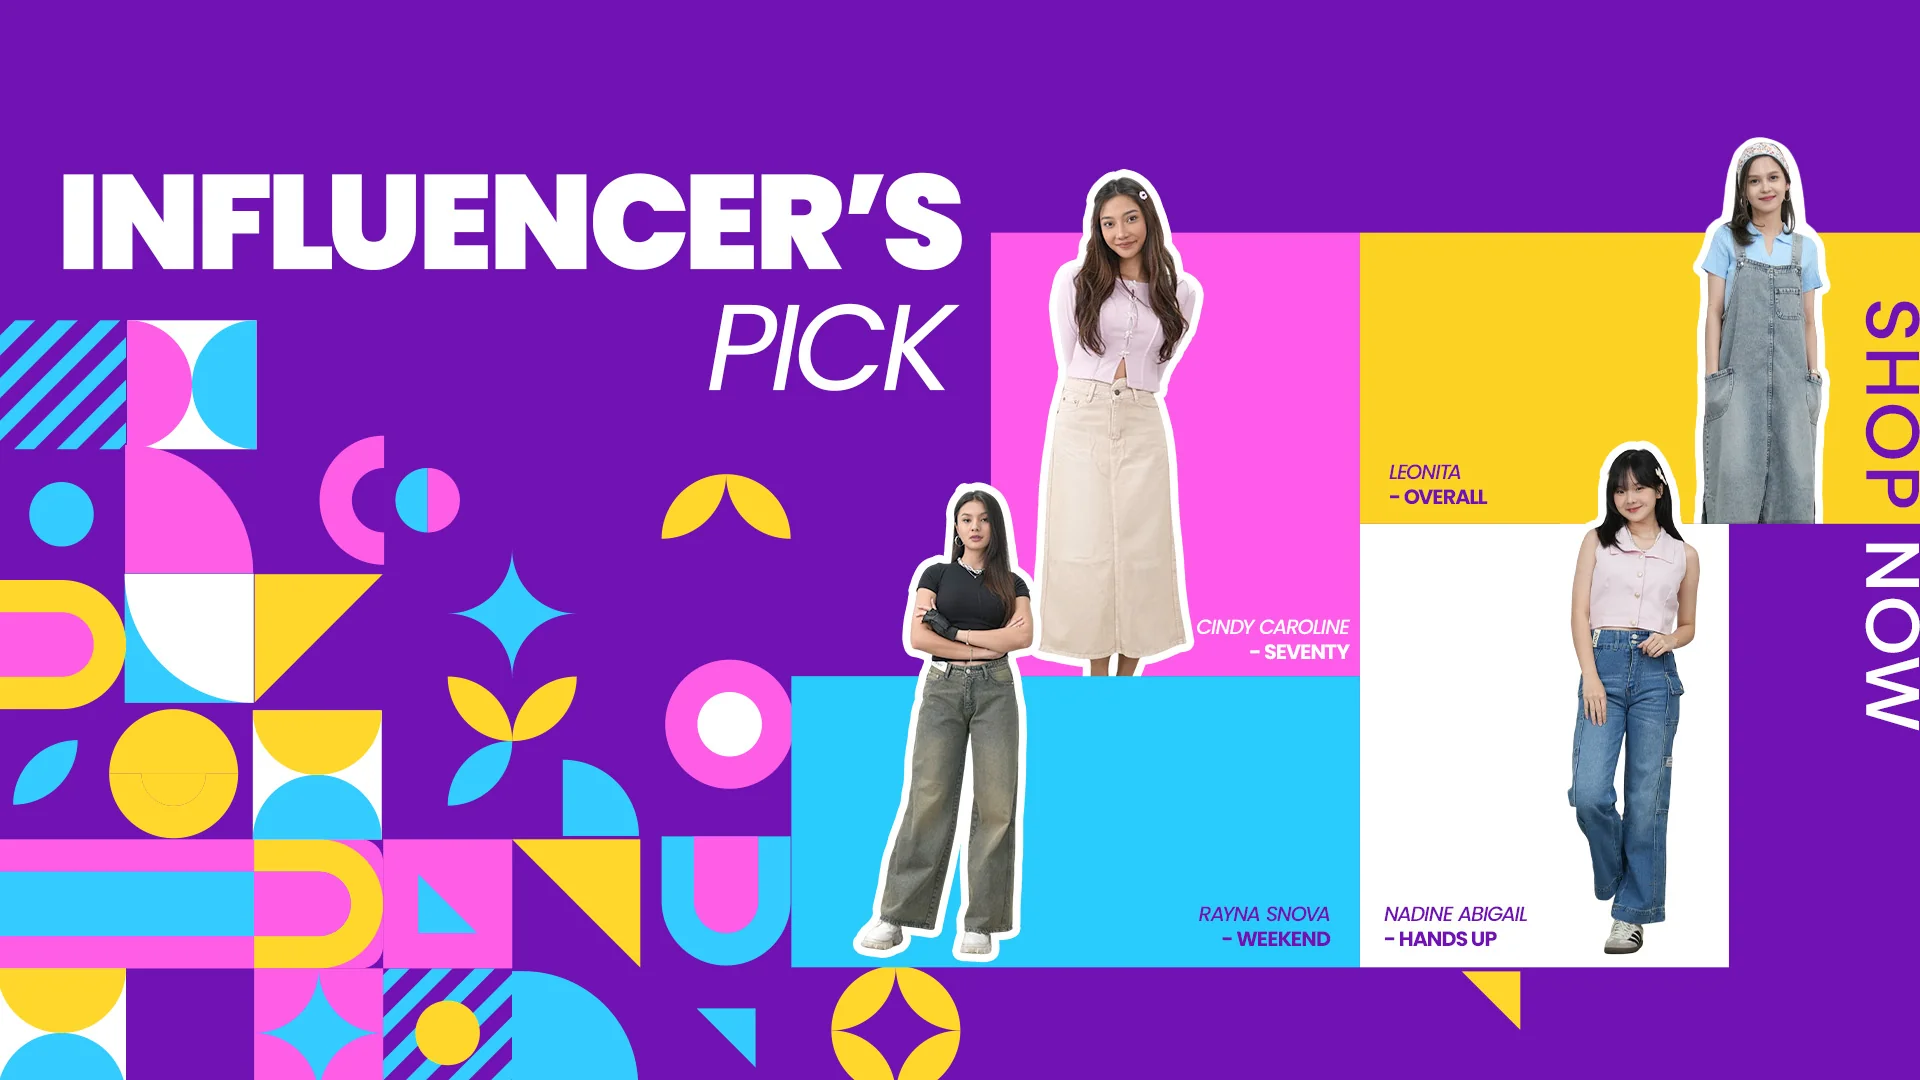 INFLUENCER'S
PICK
LEONITA
- OVERALL
CINDY CAROLINE
- SEVENTY
RAYNA SNOVA
- WEEKEND
NADINE ABIGAIL
- HANDS UP
SHOP NOW